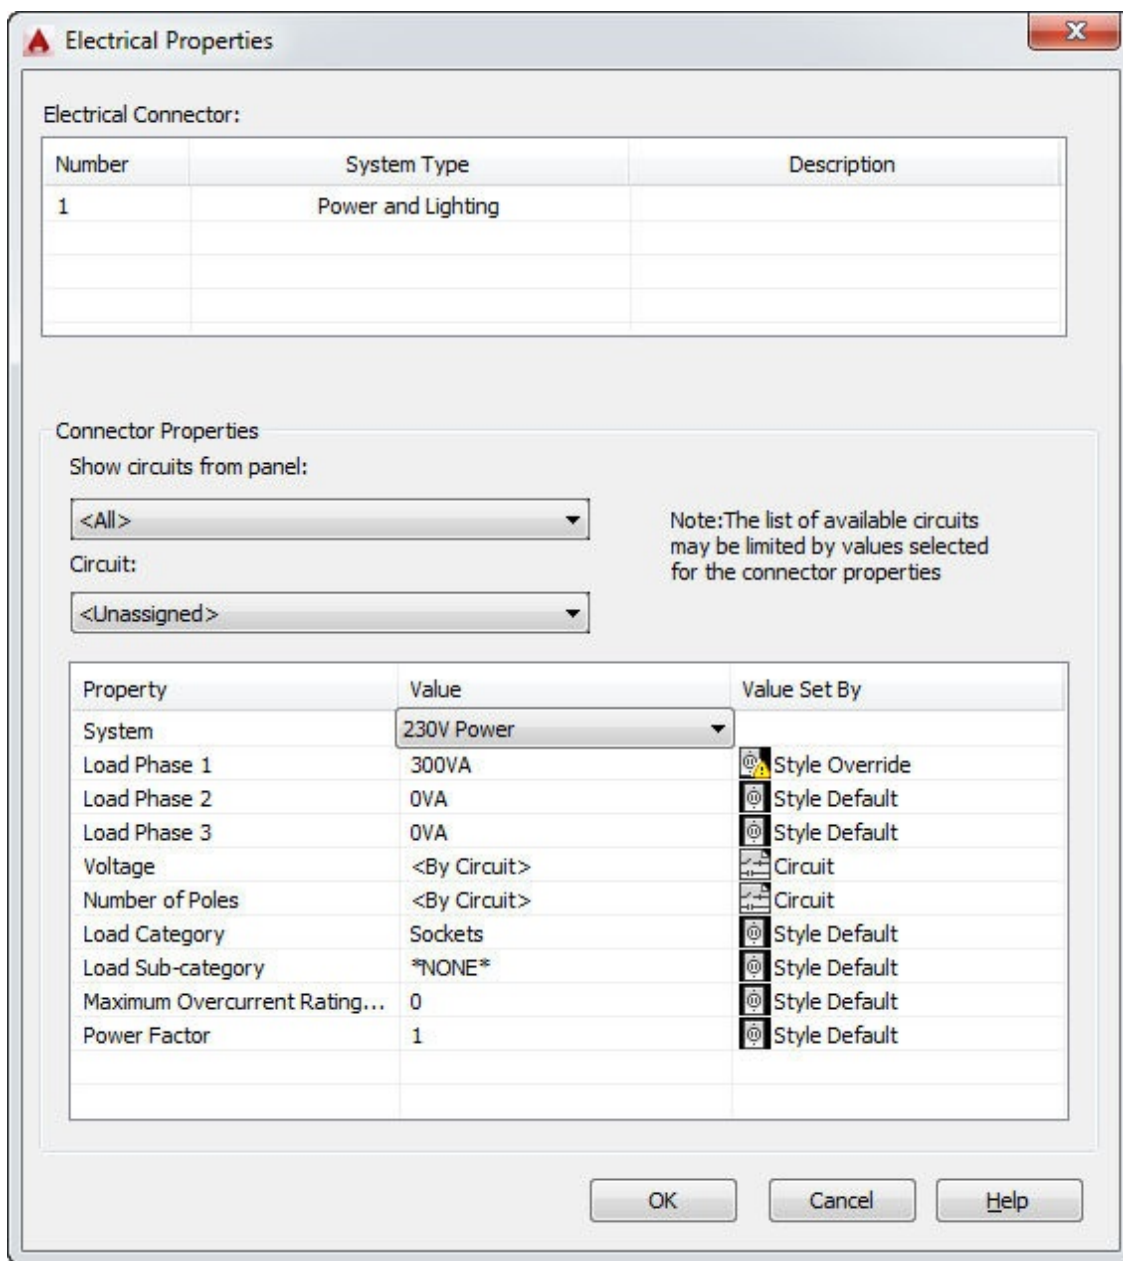 Electrical Properties
Electrical Connector:
Number System Type Description
1 Power and Lighting
Connector Properties
Show circuits from panel:
<All>
Note:The list of available circuits
may be limited by values selected
for the connector properties
Circuit:
<Unassigned>
Property Value Value Set By
System 230V Power
Load Phase 1 300VA Style Override
Load Phase 2 0VA Style Default
Load Phase 3 0VA Style Default
Voltage <By Circuit> Circuit
Number of Poles <By Circuit> Circuit
Load Category Sockets Style Default
Load Sub-category *NONE* Style Default
Maximum Overcurrent Rating... 0 Style Default
Power Factor 1 Style Default
OK Cancel Help